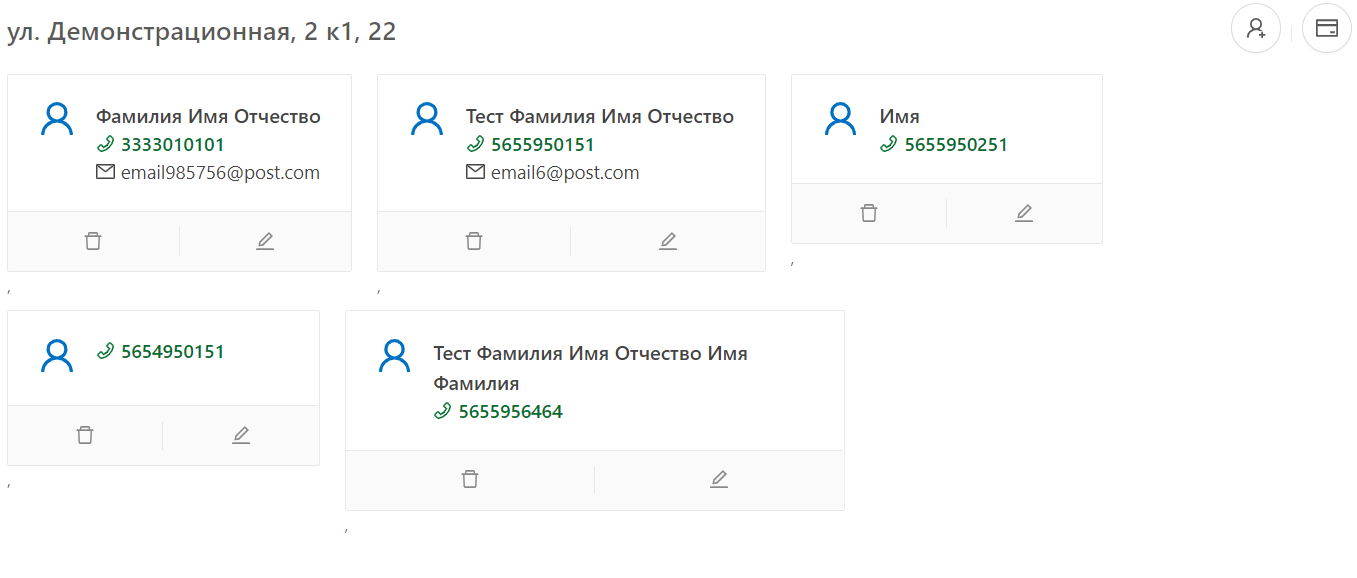 ул. Демонстрационная, 2 к1, 22
Фамилия Имя Отчество
3333010101
email985756@post.com
,
Тест Фамилия Имя Отчество
5655950151
email6@post.com
,
Имя
5655950251
,
5654950151
,
Тест Фамилия Имя Отчество Имя
Фамилия
5655956464
,